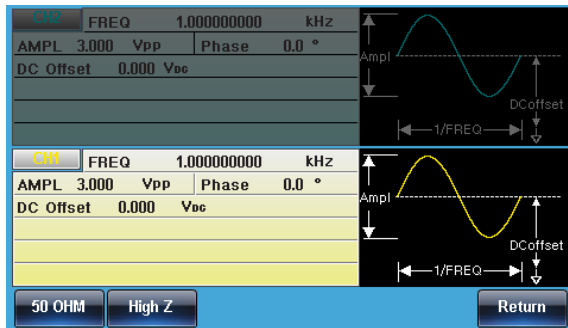 CH2 FREQ 1.000000000 kHz
AMPL 3.000 Vpp Phase 0.0 °
DC Offset 0.000 VDC
Ampl
DCoffset
1/FREQ
CH1 FREQ 1.000000000 kHz
AMPL 3.000 Vpp Phase 0.0 °
DC Offset 0.000 VDC
Ampl
DCoffset
1/FREQ
50 OHM High Z Return